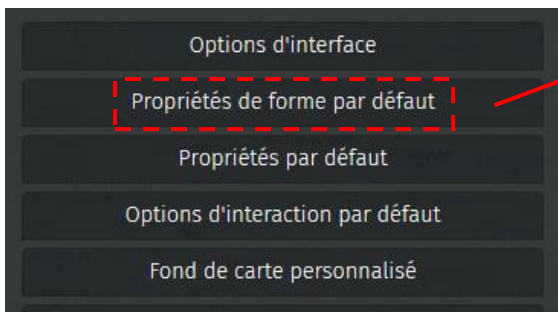 Options d'interface
Propriétés de forme par défaut
Propriétés par défaut
Options d'interaction par défaut
Fond de carte personnalisé